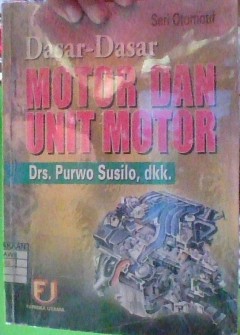 Seri Otomotif
Dasar-Dasar
MOTOR DAN
UNIT MOTOR
Drs. Purwo Susilo, dkk.
FJ